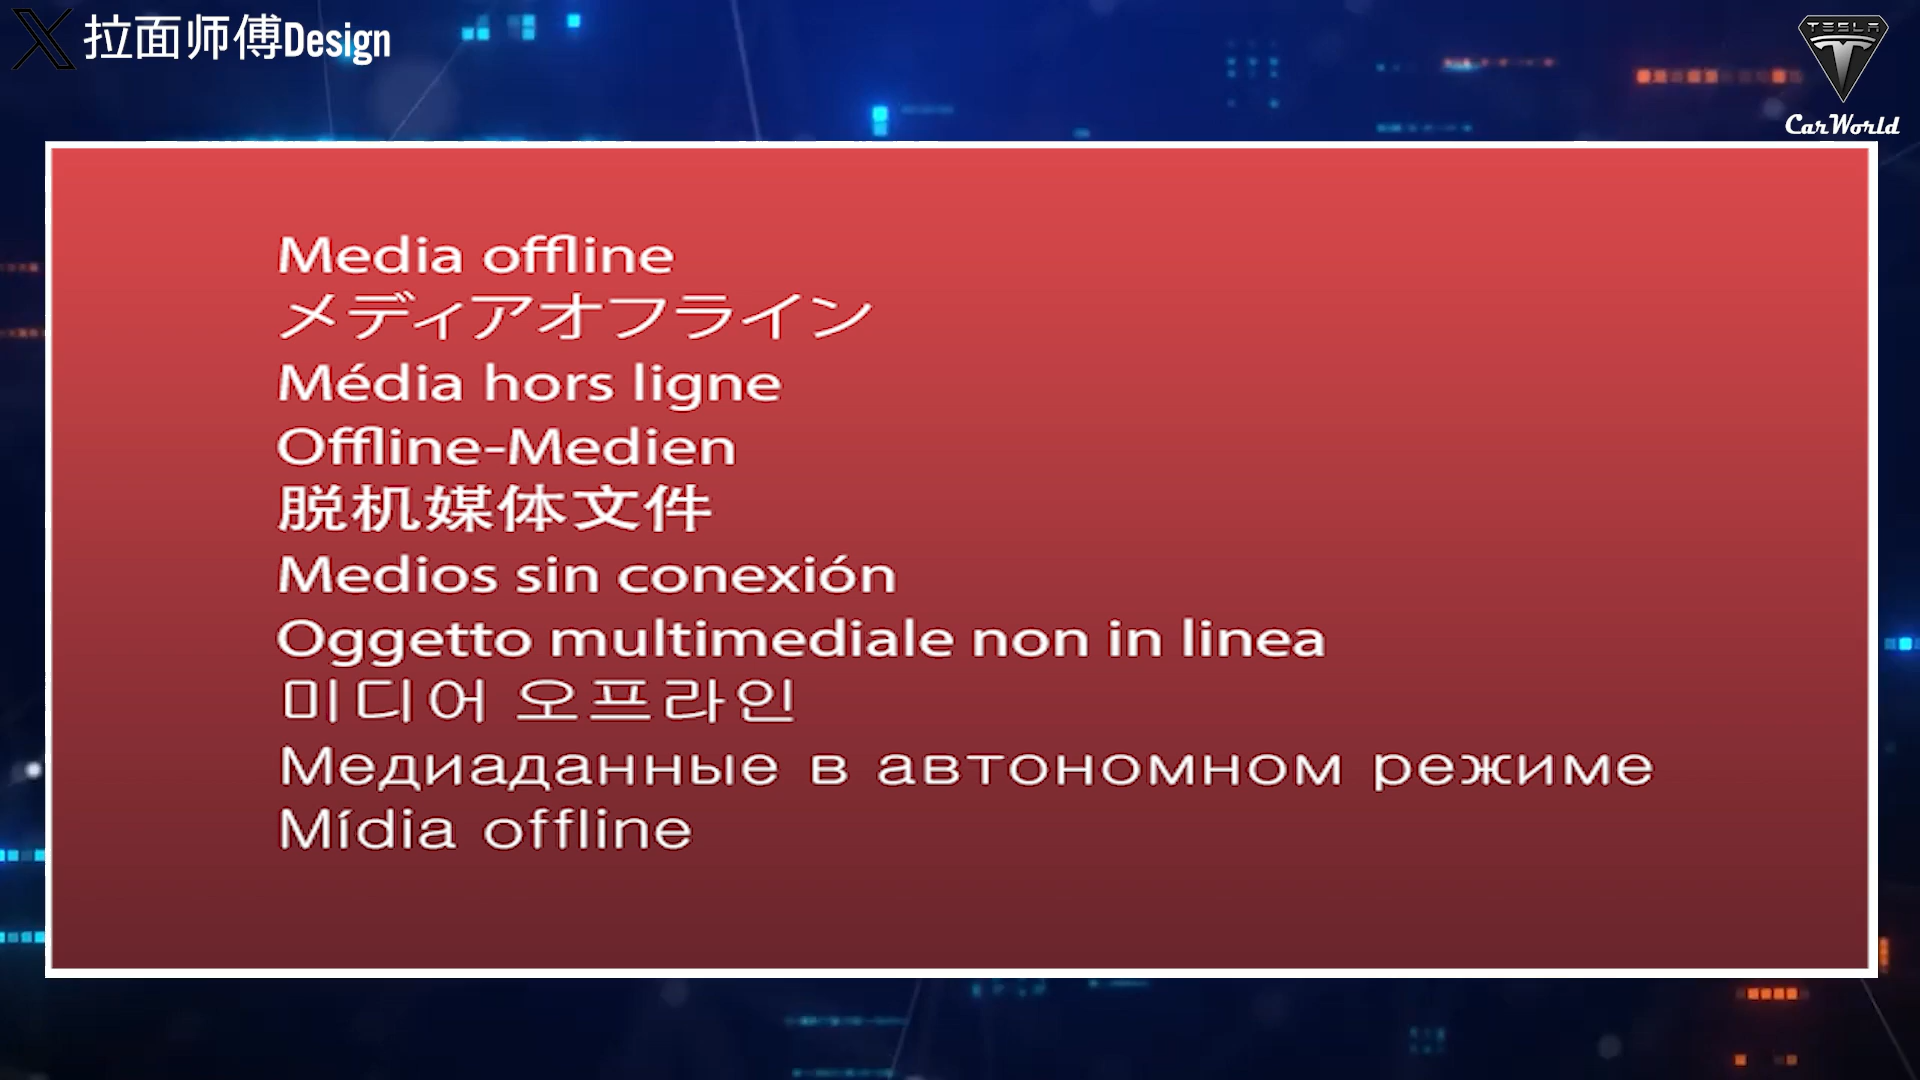 拉面师傅Design
TESLA
CarWorld
Media offline
メディアオフライン
Média hors ligne
Offline-Medien
脱机媒体文件
Medios sin conexión
Oggetto multimediale non in linea
미디어 오프라인
Медиаданные в автономном режиме
Mídia offline